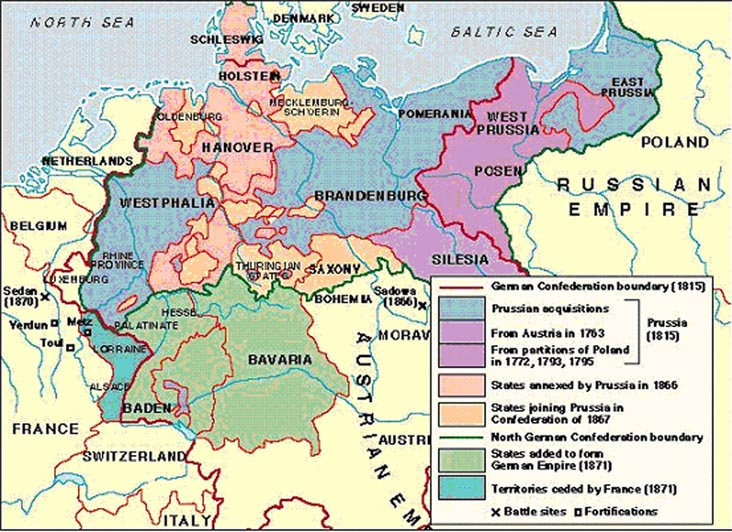 NORTH SEA
DENMARK
SWEDEN
BALTIC SEA
SCHLESWIG
HOLSTEIN
MECKLENBURG-
SCHWERIN
OLDENBURG
HANOVER
POMERANIA
WEST
PRUSSIA
EAST
PRUSSIA
POLAND
NETHERLANDS
POSEN
RUSSIAN
EMPIRE
WESTPHALIA
BRANDENBURG
BELGIUM
RHINE
PROVINCE
LUXEMBURG
THURINGIAN
STATES
SAXONY
SILESIA
Sedan
(1870)
BOHEMIA
Sadowa
(1866)
HESSE
PALATINATE
Verdun
Metz
Toul
LORRAINE
MORAV
BAVARIA
ALSACE
BADEN
AUSTRIAN EM
AUSTRI
FRANCE
SWITZERLAND
ITALY
German Confederation boundary (1815)
Prussian acquisitions
From Austria in 1763
From partitions of Poland
in 1772, 1793, 1795
Prussia
(1815)
States annexed by Prussia in 1866
States joining Prussia in
Confederation of 1867
North German Confederation boundary
States added to form
German Empire (1871)
Territories ceded by France (1871)
Battle sites
Fortifications